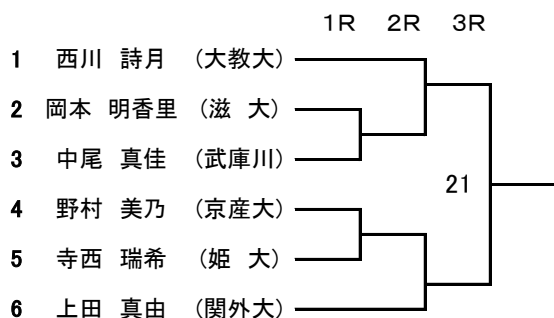 1R 2R 3R
1 西川 詩月 (大教大)
2 岡本 明香里 (滋 大)
3 中尾 真佳 (武庫川)
21
4 野村 美乃 (京産大)
5 寺西 瑞希 (姫 大)
6 上田 真由 (関外大)